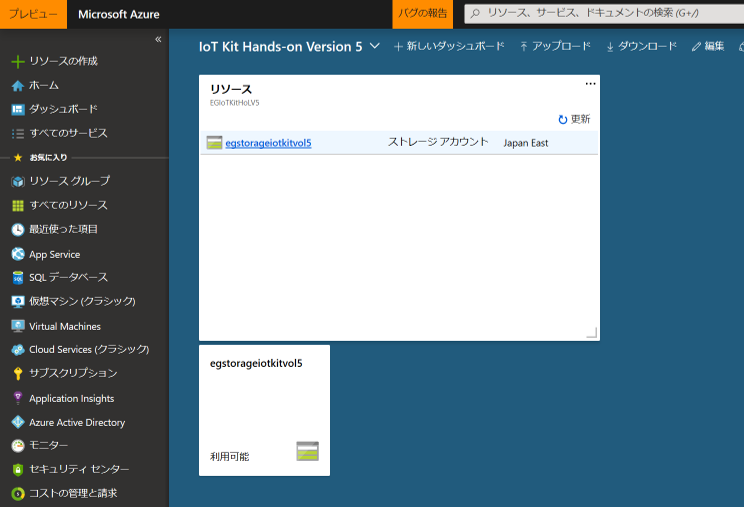 プレビュー
Microsoft Azure
バグの報告
リソース、サービス、ドキュメントの検索 (G+/)
«
リソースの作成
ホーム
ダッシュボード
すべてのサービス
お気に入り
リソース グループ
すべてのリソース
最近使った項目
App Service
SQL データベース
仮想マシン (クラシック)
Virtual Machines
Cloud Services (クラシック)
サブスクリプション
Application Insights
Azure Active Directory
モニター
セキュリティ センター
コストの管理と請求
IoT Kit Hands-on Version 5
新しいダッシュボード
アップロード
ダウンロード
編集
リソース
EGIoTKitHoLV5
更新
egstorageiotkitvol5 ストレージ アカウント Japan East
egstorageiotkitvol5
利用可能